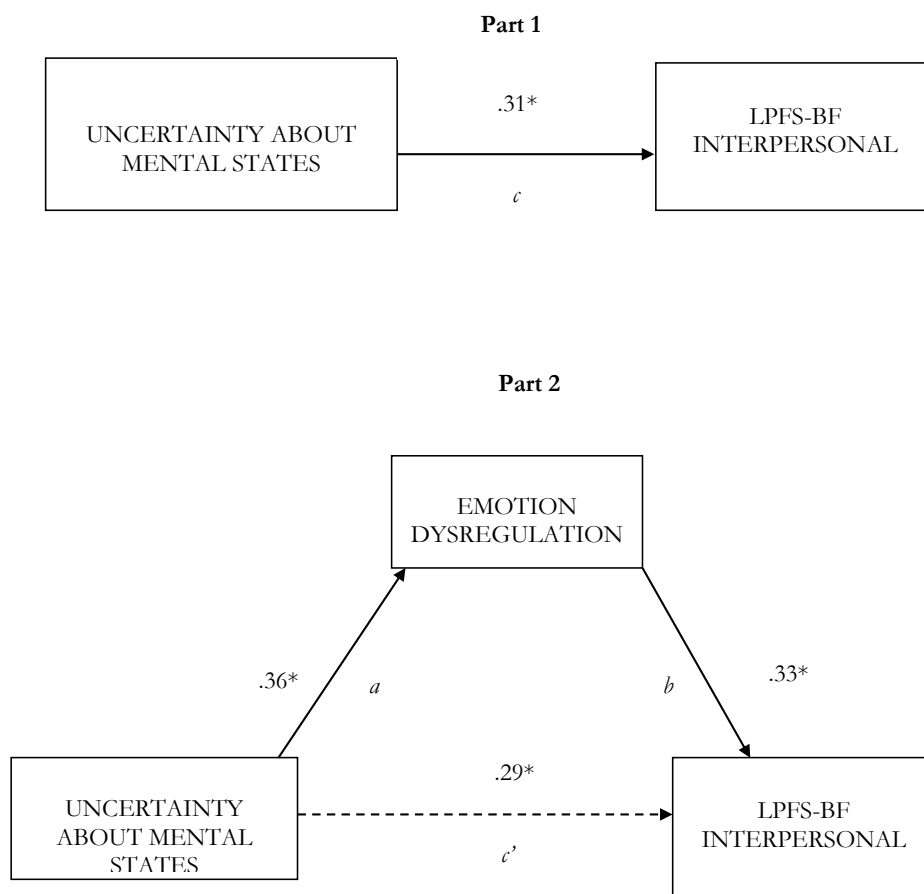 Part 1
.31*
UNCERTAINTY ABOUT
MENTAL STATES
LPFS-BF
INTERPERSONAL
c
Part 2
EMOTION
DYSREGULATION
.36*
a
b
.33*
.29*
UNCERTAINTY
ABOUT MENTAL
STATES
LPFS-BF
INTERPERSONAL
c’